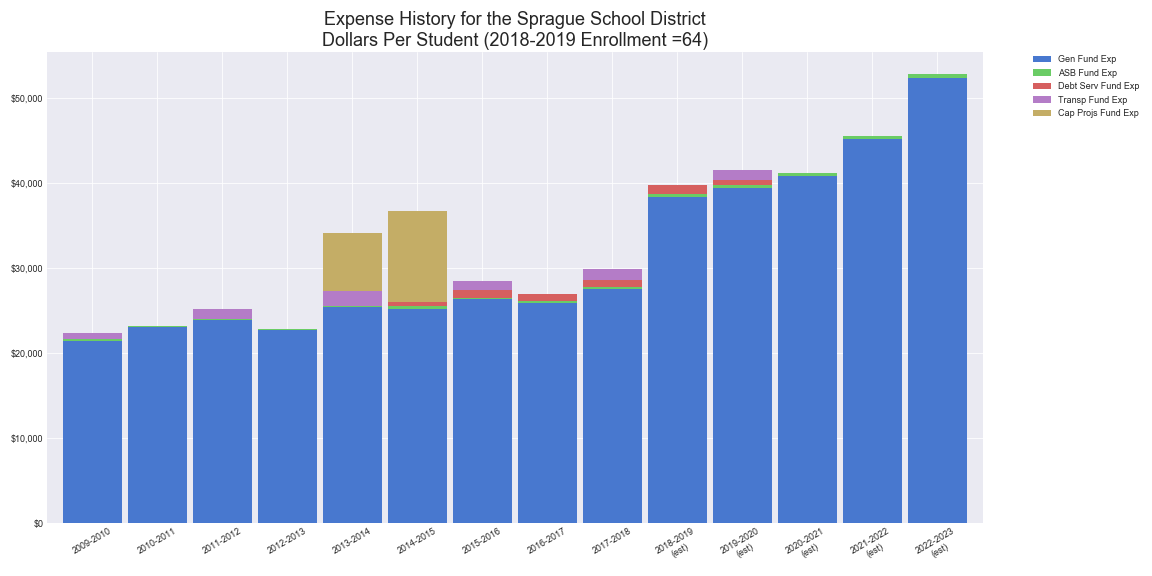 Expense History for the Sprague School District
Dollars Per Student (2018-2019 Enrollment =64)
Gen Fund Exp
ASB Fund Exp
Debt Serv Fund Exp
Transp Fund Exp
Cap Projs Fund Exp
$50,000
$40,000
$30,000
$20,000
$10,000
$0
2009-2010
2010-2011
2011-2012
2012-2013
2013-2014
2014-2015
2015-2016
2016-2017
2017-2018
2018-2019
(est)
2019-2020
(est)
2020-2021
(est)
2021-2022
(est)
2022-2023
(est)